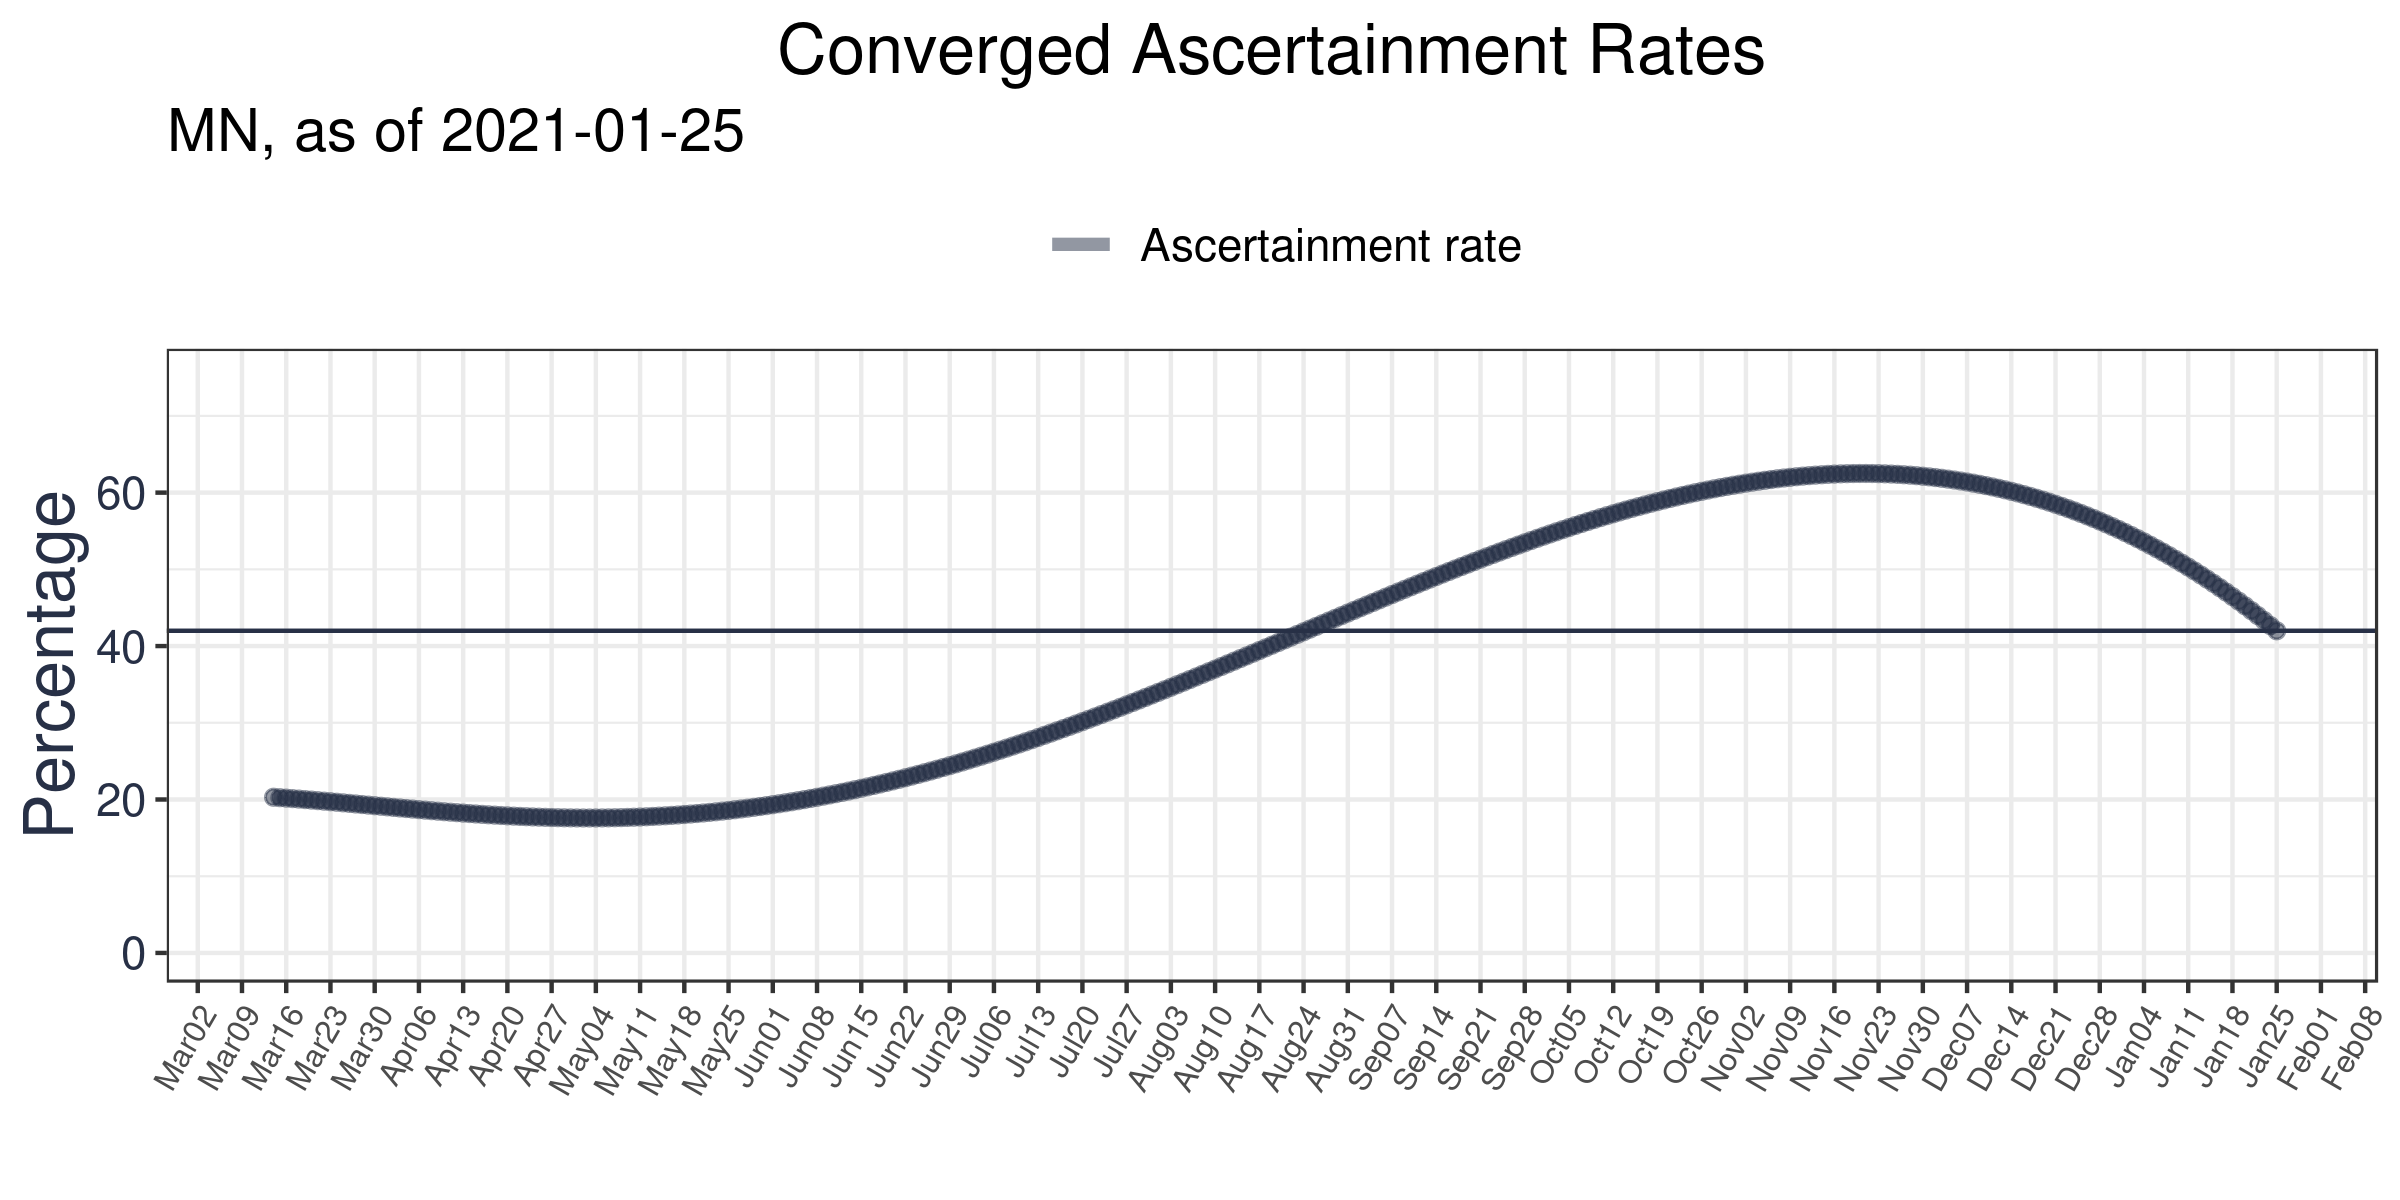 Converged Ascertainment Rates
MN, as of 2021-01-25
Ascertainment rate
Percentage
60
40
20
0
Mar02 Mar09 Mar16 Mar23 Mar30 Apr06 Apr13 Apr20 Apr27 May04 May11 May18 May25 Jun01 Jun08 Jun15 Jun22 Jun29 Jul06 Jul13 Jul20 Jul27 Aug03 Aug10 Aug17 Aug24 Aug31 Sep07 Sep14 Sep21 Sep28 Oct05 Oct12 Oct19 Oct26 Nov02 Nov09 Nov16 Nov23 Nov30 Dec07 Dec14 Dec21 Dec28 Jan04 Jan11 Jan18 Jan25 Feb01 Feb08